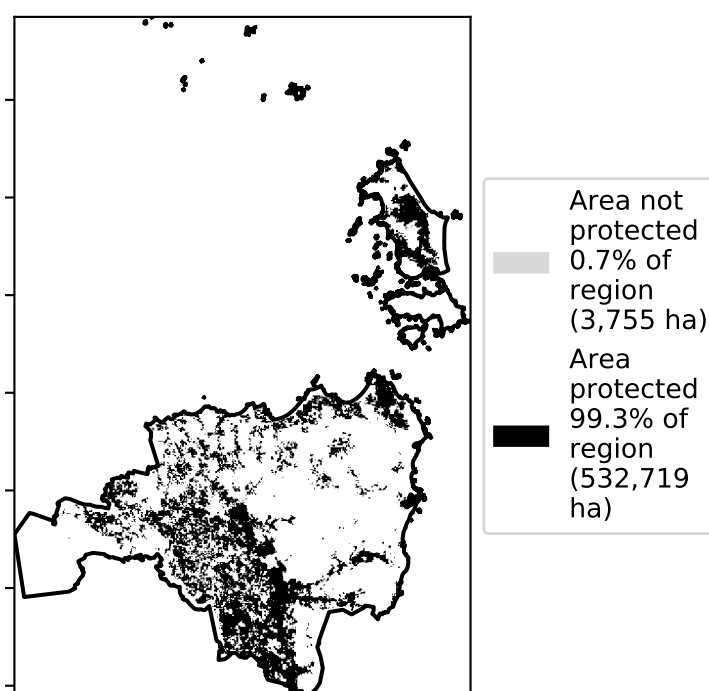 Area not
protected
0.7% of
region
(3,755 ha)
Area
protected
99.3% of
region
(532,719
ha)